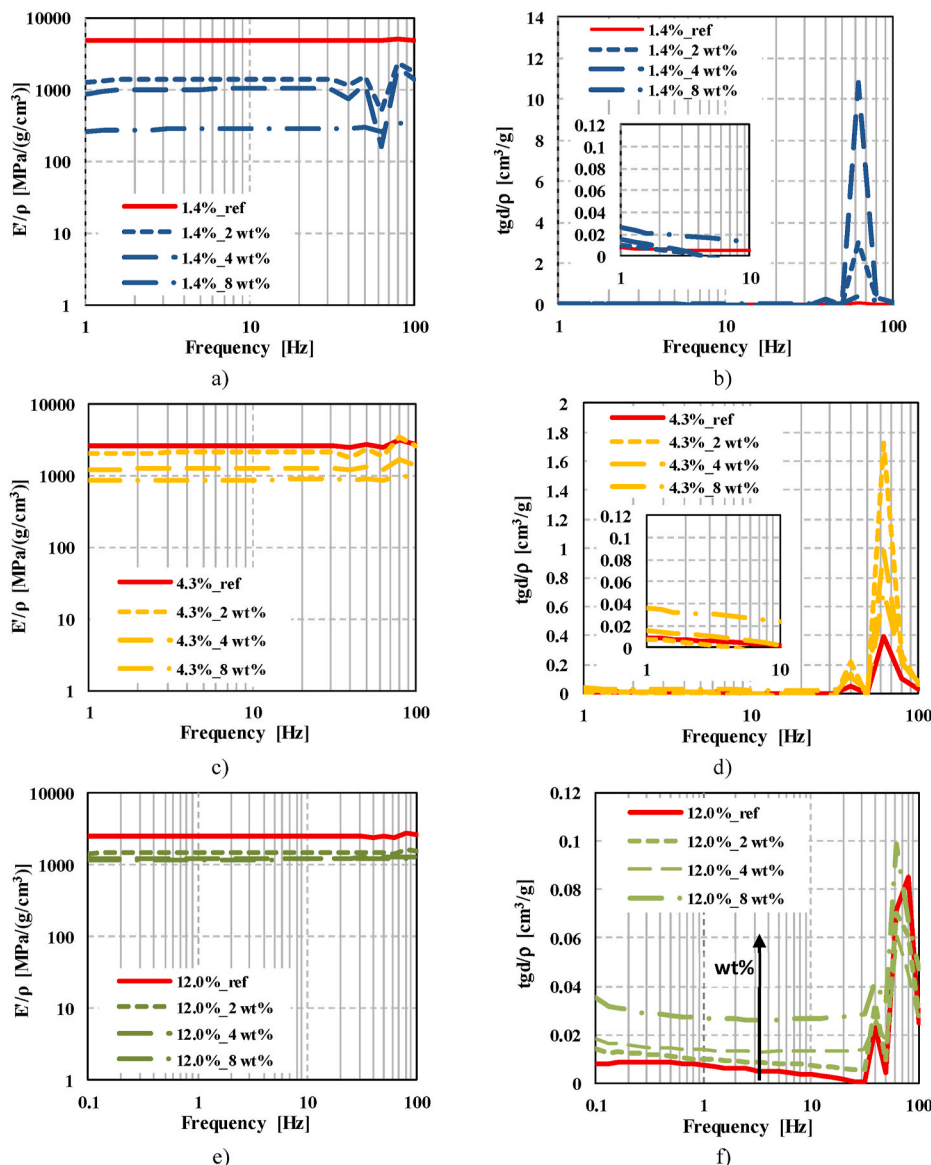 10000
1000
100
10
1
E'/ρ [MPa/(g/cm³)]
1.4%_ref
1.4%_2 wt%
1.4%_4 wt%
1.4%_8 wt%
1 10 100
Frequency [Hz]
a)
14
12
10
8
6
4
2
0
tgd/ρ [cm³/g]
1.4%_ref
1.4%_2 wt%
1.4%_4 wt%
1.4%_8 wt%
0.12
0.1
0.08
0.06
0.04
0.02
0
1 10
1 10 100
Frequency [Hz]
b)
10000
1000
100
10
1
E'/ρ [MPa/(g/cm³)]
4.3%_ref
4.3%_2 wt%
4.3%_4 wt%
4.3%_8 wt%
1 10 100
Frequency [Hz]
c)
2
1.8
1.6
1.4
1.2
1
0.8
0.6
0.4
0.2
0
tgd/ρ [cm³/g]
4.3%_ref
4.3%_2 wt%
4.3%_4 wt%
4.3%_8 wt%
0.12
0.1
0.08
0.06
0.04
0.02
0
1 10
1 10 100
Frequency [Hz]
d)
10000
1000
100
10
1
E'/ρ [MPa/(g/cm³)]
12.0%_ref
12.0%_2 wt%
12.0%_4 wt%
12.0%_8 wt%
0.1 1 10 100
Frequency [Hz]
e)
0.12
0.1
0.08
0.06
0.04
0.02
0
tgd/ρ [cm³/g]
12.0%_ref
12.0%_2 wt%
12.0%_4 wt%
12.0%_8 wt%
wt%
0.1 1 10 100
Frequency [Hz]
f)